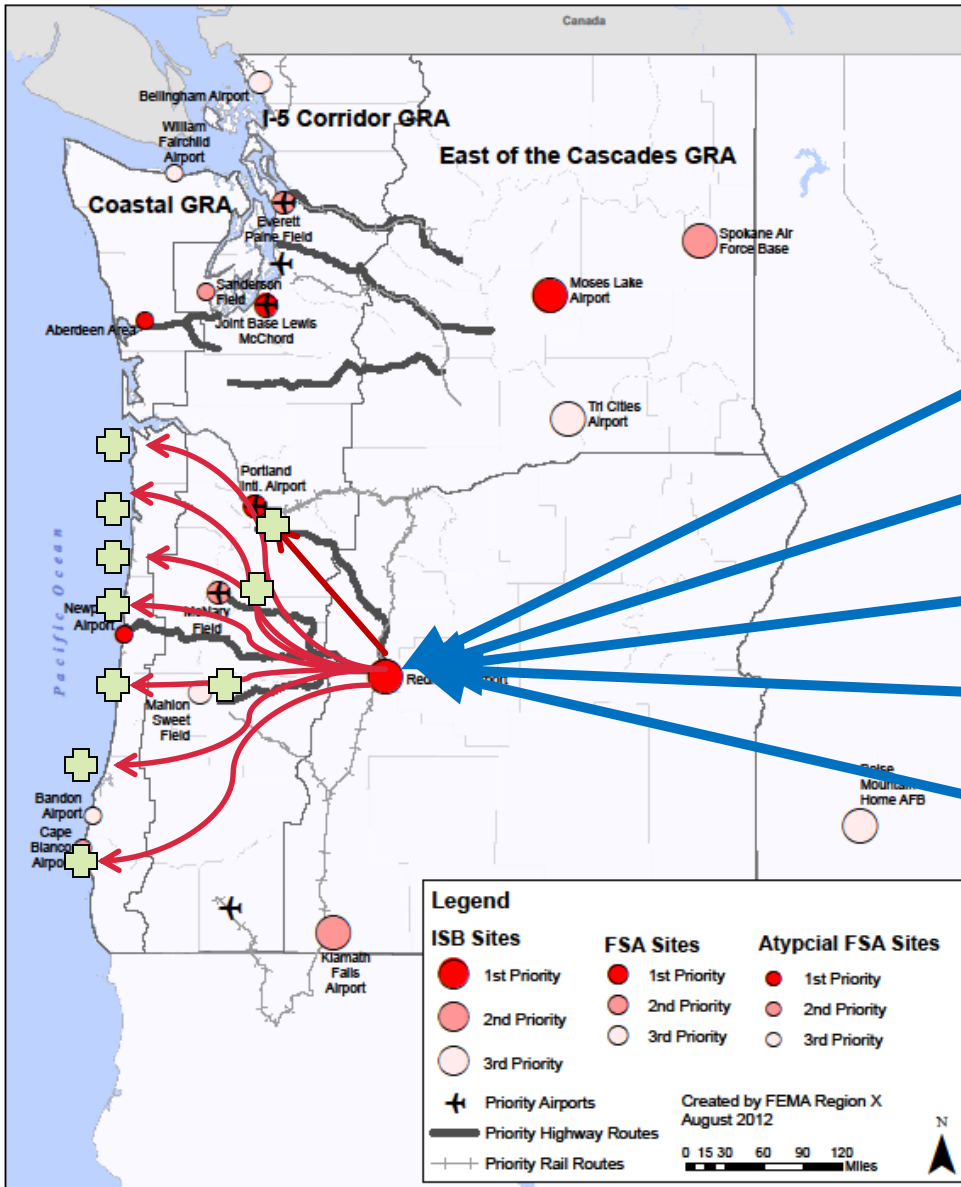 Canada
Bellingham Airport
I-5 Corridor GRA
William
Fairchild
Airport
East of the Cascades GRA
Coastal GRA
Everett
Paine Field
Spokane Air
Force Base
Sanderson
Field
Moses Lake
Airport
Aberdeen Area
Joint Base Lewis
McChord
Tri Cities
Airport
Portland
Intl. Airport
Pacific Ocean
McNary
Field
Airport
Mahlon
Sweet
Field
Bandon
Airport
Cape
Blanco
Mountain
Home AFB
Klamath
Falls
Airport
Legend
ISB Sites
1st Priority
2nd Priority
3rd Priority
FSA Sites
1st Priority
2nd Priority
3rd Priority
Atypcial FSA Sites
1st Priority
2nd Priority
3rd Priority
Priority Airports
Priority Highway Routes
Priority Rail Routes
Created by FEMA Region X
August 2012
N
0 15 30 60 90 120
Miles